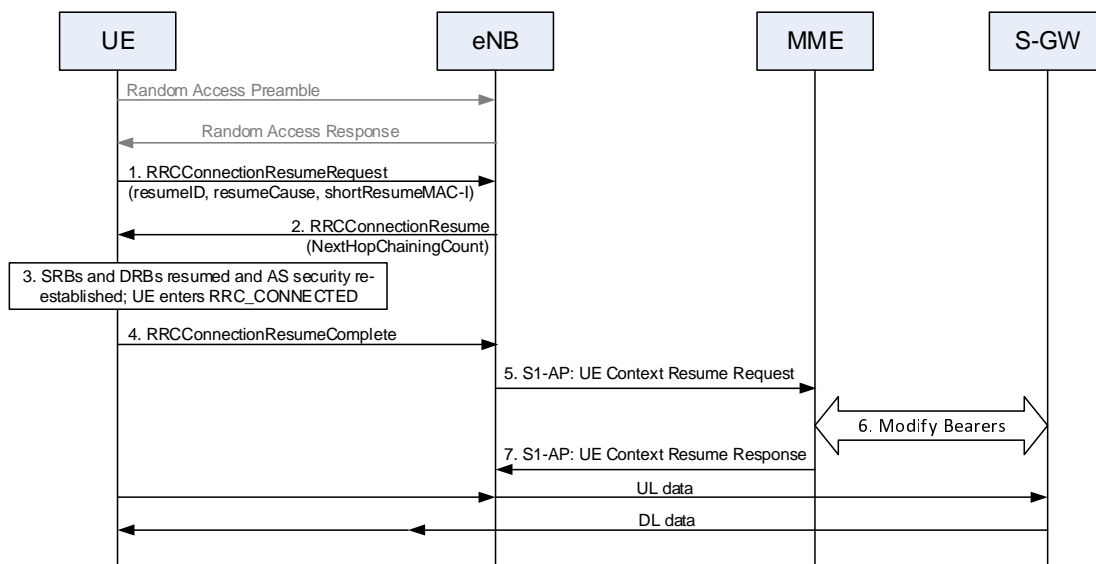 UE
eNB
MME
S-GW
Random Access Preamble
Random Access Response
1. RRCConnectionResumeRequest
(resumeID, resumeCause, shortResumeMAC-I)
2. RRCConnectionResume
(NextHopChainingCount)
3. SRBs and DRBs resumed and AS security re-
established; UE enters RRC_CONNECTED
4. RRCConnectionResumeComplete
5. S1-AP: UE Context Resume Request
6. Modify Bearers
7. S1-AP: UE Context Resume Response
UL data
DL data